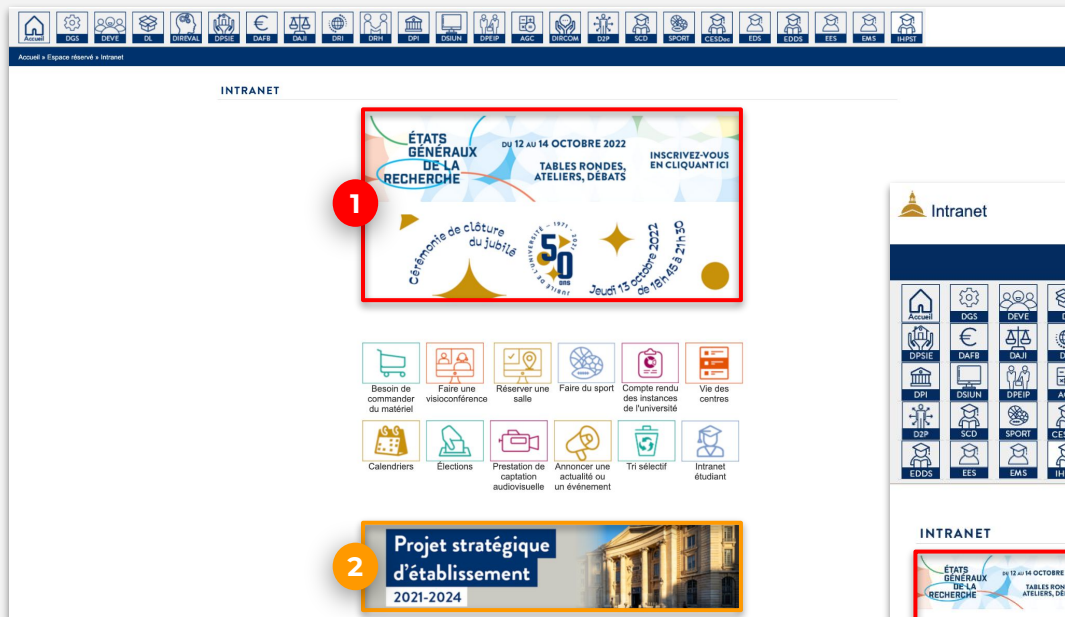 Accueil
DGS
DEVE
DL
DIREVAL
DPSIE
DAFB
DAJI
DRI
DRH
DPI
DSIUN
DPEIP
AGC
DIRCOM
D2P
SCD
SPORT
CESDoc
EDS
EDDS
EES
EMS
IHPST
Accueil » Espace réservé » Intranet
INTRANET
ÉTATS
GÉNÉRAUX
DE LA
RECHERCHE
DU 12 AU 14 OCTOBRE 2022
TABLES RONDES,
ATELIERS, DÉBATS
INSCRIVEZ-VOUS
EN CLIQUANT ICI
1
Cérémonie de clôture
du jubilé
50
ans
JUBILÉ DE L'UNIVERSITÉ – 1971 - 2021
Jeudi 13 octobre 2022
de 18h45 à 21h30
Besoin de
commander
du matériel
Faire une
visioconférence
Réserver une
salle
Faire du sport
Compte rendu
des instances
de l'université
Vie des
centres
Calendriers
Élections
Prestation de
captation
audiovisuelle
Annoncer une
actualité ou
un événement
Tri sélectif
Intranet
étudiant
2
Projet stratégique
d'établissement
2021-2024
Intranet
Accueil
DGS
DEVE
DPSIE
DAFB
DAJI
DPI
DSIUN
DPEIP
D2P
SCD
SPORT
EDDS
EES
EMS
INTRANET
ÉTATS
GÉNÉRAUX
DE LA
RECHERCHE
DU 12 AU 14 OCTOBRE